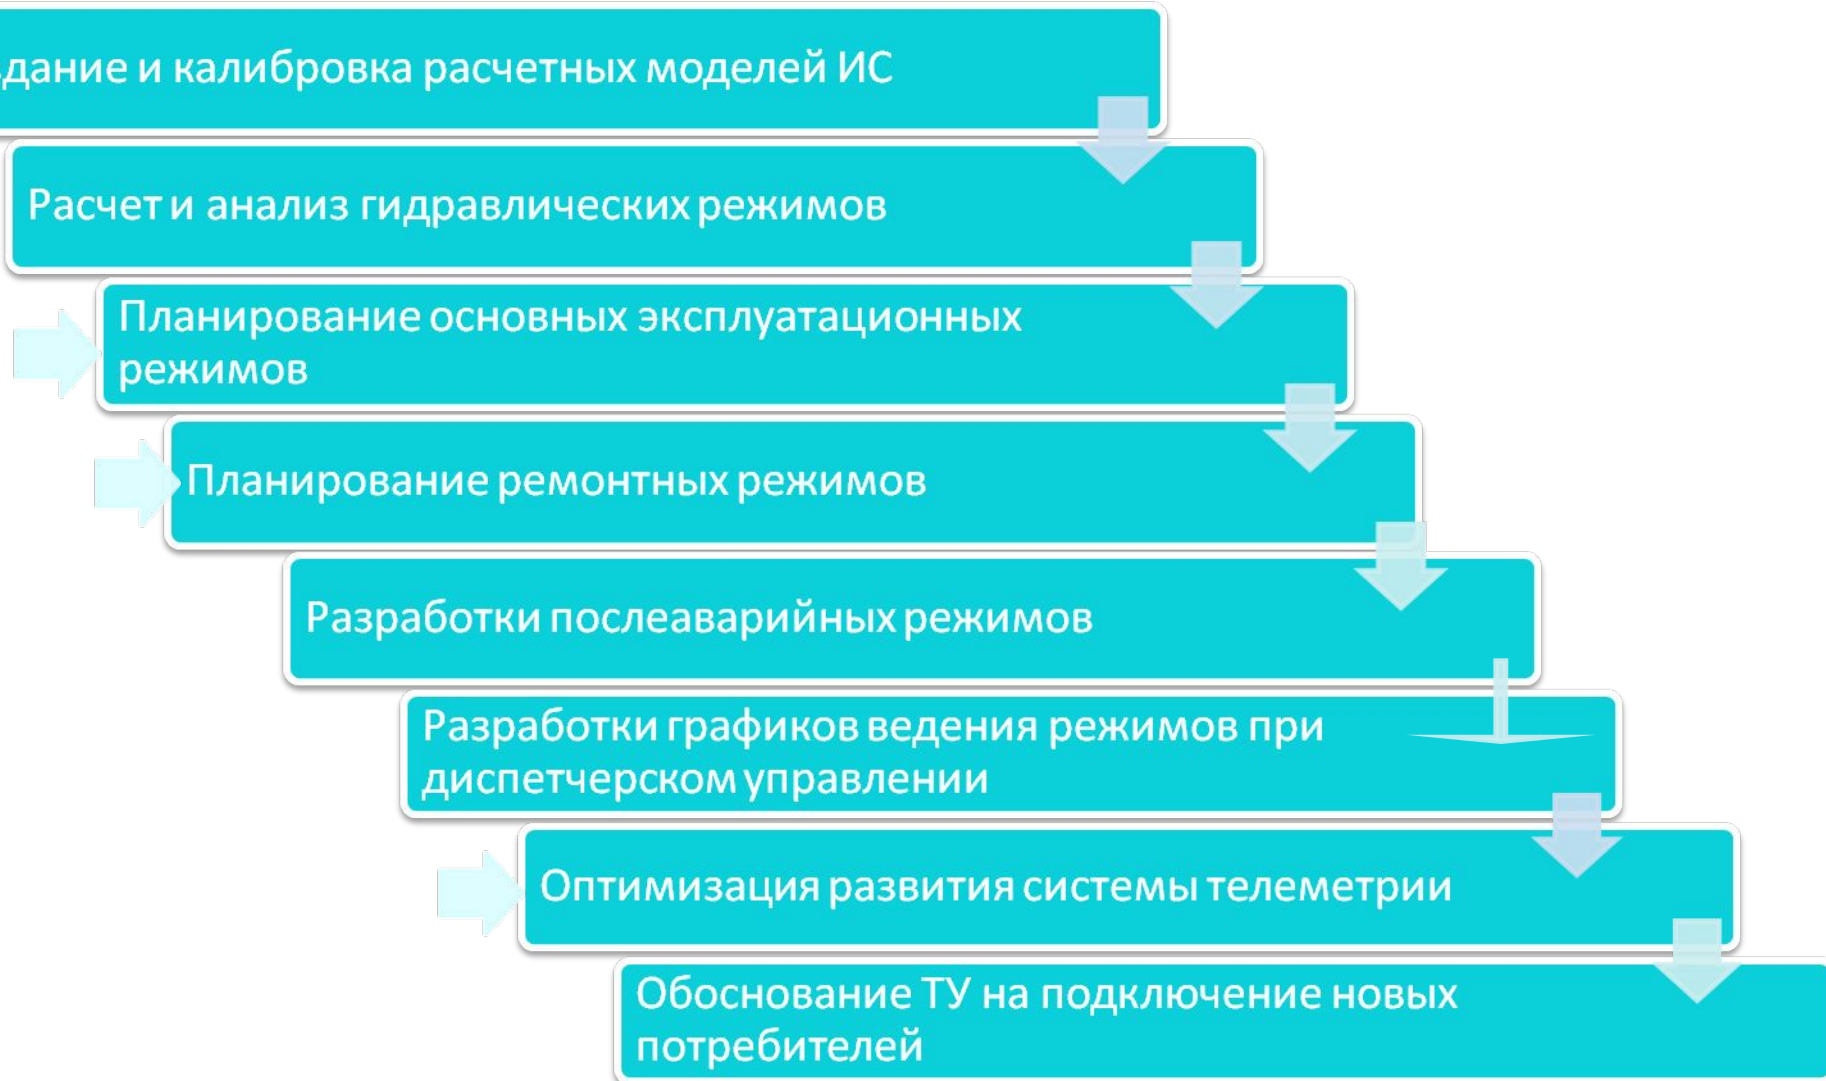 дание и калибровка расчетных моделей ИС
Расчет и анализ гидравлических режимов
Планирование основных эксплуатационных
режимов
Планирование ремонтных режимов
Разработки послеаварийных режимов
Разработки графиков ведения режимов при
диспетчерском управлении
Оптимизация развития системы телеметрии
Обоснование ТУ на подключение новых
потребителей